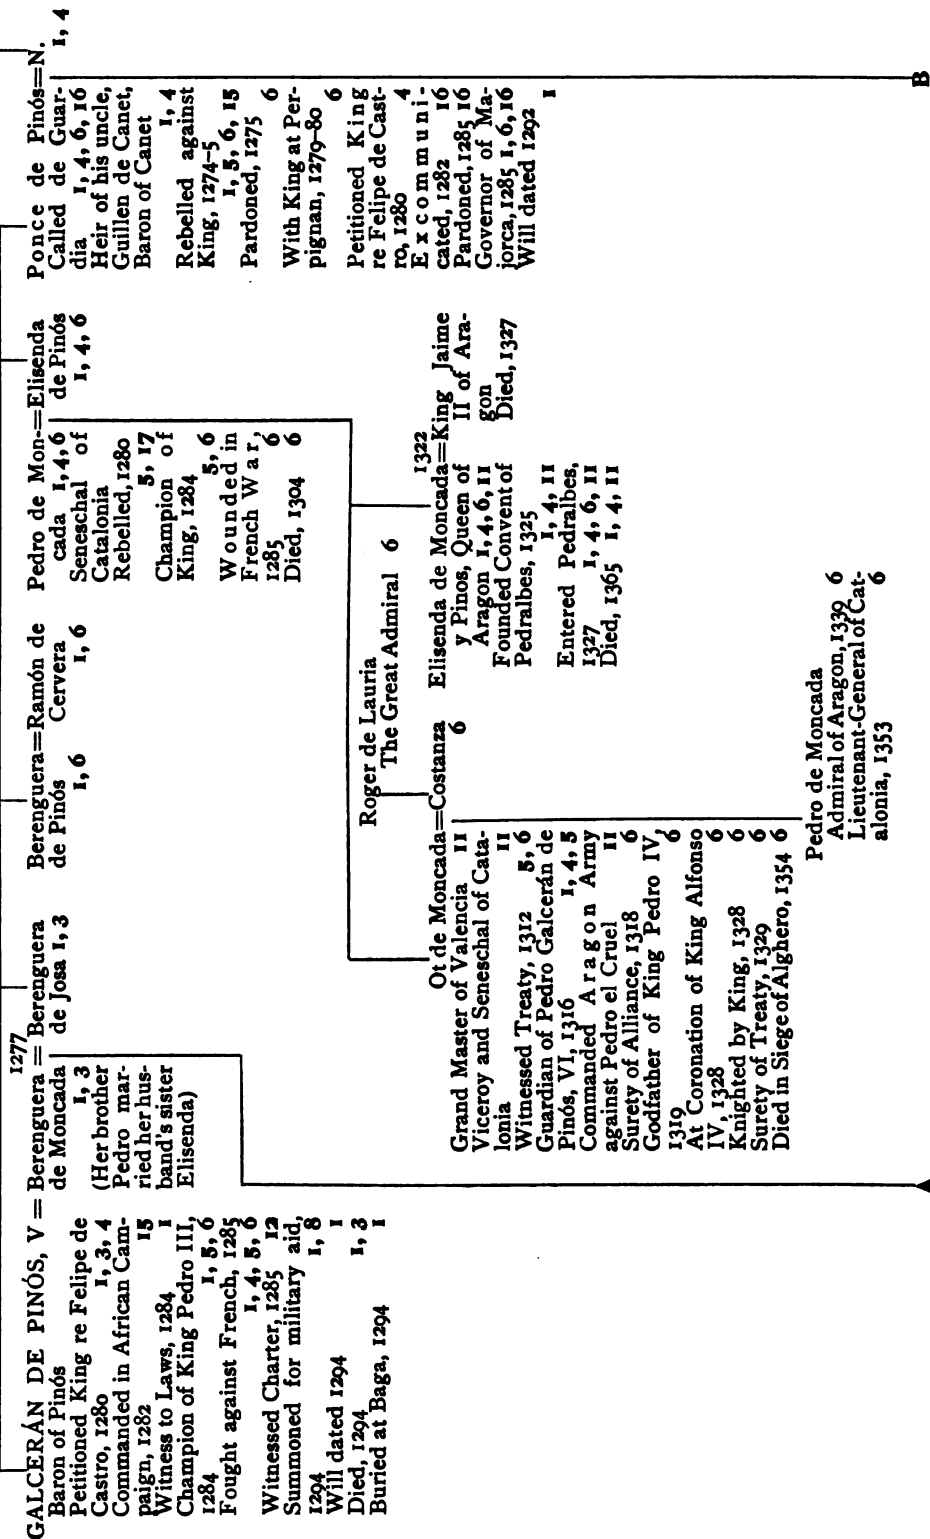 1277
GALCERÁN DE PINÓS, V = Berenguera = Berenguera
Baron of Pinós
Petitioned King re Felipe de
Castro, 1280 1, 3, 4
Commanded in African Cam-
paign, 1282 15
Witness to Laws, 1284 1
Champion of King Pedro III,
1284 1, 5, 6
Fought against French, 1285
1, 4, 5, 6
Witnessed Charter, 1285 12
Summoned for military aid,
1294 1, 8
Will dated 1294 1
Died, 1294 1, 3
Buried at Baga, 1294 1
de Moncada
1, 3
(Her brother
Pedro mar-
ried her hus-
band's sister
Elisenda)
de Josa 1, 3
Berenguera=Ramón de
de Pinós Cervera
1, 6 1, 6
Pedro de Mon-=Elisenda
cada 1, 4, 6 de Pinós
Seneschal of 1, 4, 6
Catalonia
Rebelled, 1280
5, 17
Champion of
King, 1284
5, 6
Wounded in
French War,
1285 6
Died, 1304 6
Ponce de Pinós=N.
Called de Guar- 1, 4
dia 1, 4, 6, 16
Heir of his uncle,
Guillen de Canet,
Baron of Canet
1, 4
Rebelled against
King, 1274-5
1, 5, 6, 15
Pardoned, 1275
6
With King at Per-
pignan, 1279-80
6
Petitioned King
re Felipe de Cast-
ro, 1280 4
Excommuni-
cated, 1282 16
Pardoned, 1285 16
Governor of Ma-
jorca, 1285 1, 6, 16
Will dated 1292
1
Roger de Lauria
The Great Admiral 6
Ot de Moncada=Costanza
Grand Master of Valencia 11 6
Viceroy and Seneschal of Cata-
lonia 11
Witnessed Treaty, 1312 5, 6
Guardian of Pedro Galcerán de
Pinós, VI, 1316 1, 4, 5
Commanded Aragon Army
against Pedro el Cruel 11
Surety of Alliance, 1318 6
Godfather of King Pedro IV,
1319 6
At Coronation of King Alfonso
IV, 1328 6
Knighted by King, 1328 6
Surety of Treaty, 1329 6
Died in Siege of Alghero, 1354 6
1322
Elisenda de Moncada=King Jaime
y Pinos, Queen of II of Ara-
Aragon 1, 4, 6, 11 gon
Founded Convent of Died, 1327
Pedralbes, 1325
1, 4, 11
Entered Pedralbes,
1327 1, 4, 6, 11
Died, 1365 1, 4, 11
Pedro de Moncada
Admiral of Aragon, 1339 6
Lieutenant-General of Cat-
alonia, 1353 6
A
B